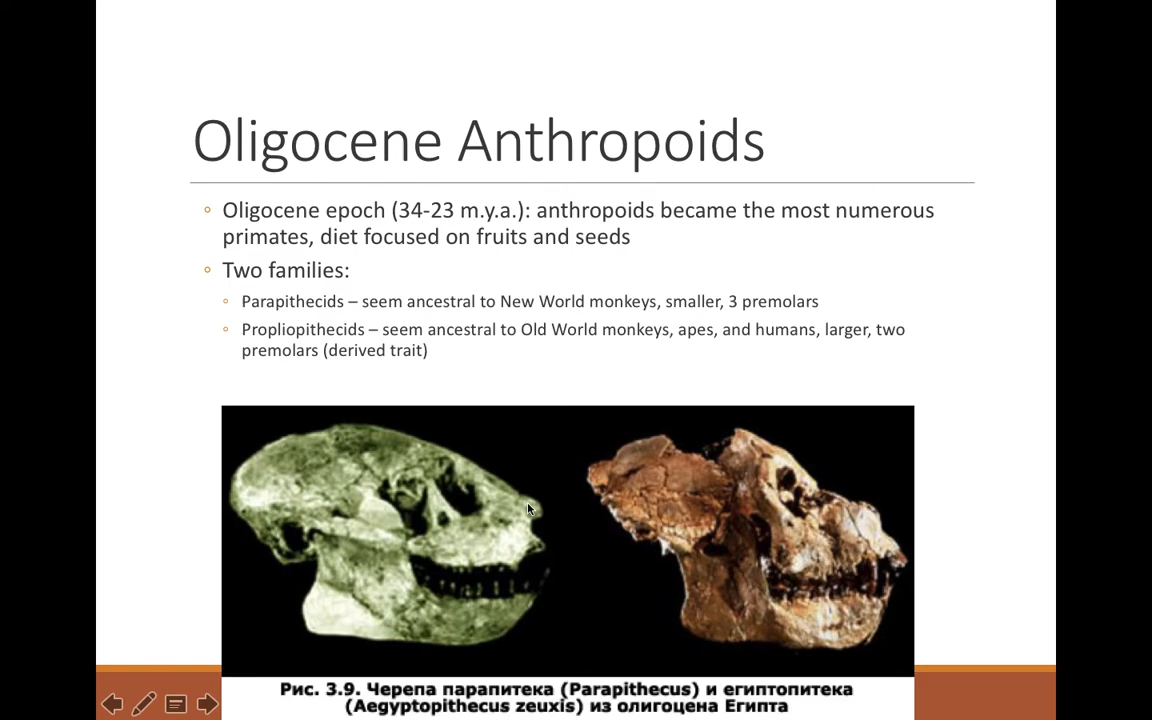 Oligocene Anthropoids
Oligocene epoch (34-23 m.y.a.): anthropoids became the most numerous
primates, diet focused on fruits and seeds
Two families:
Parapithecids – seem ancestral to New World monkeys, smaller, 3 premolars
Propliopithecids – seem ancestral to Old World monkeys, apes, and humans, larger, two
premolars (derived trait)
Рис. 3.9. Черепа парапитека (Parapithecus) и египтопитека
(Aegyptopithecus zeuxis) из олигоцена Египта